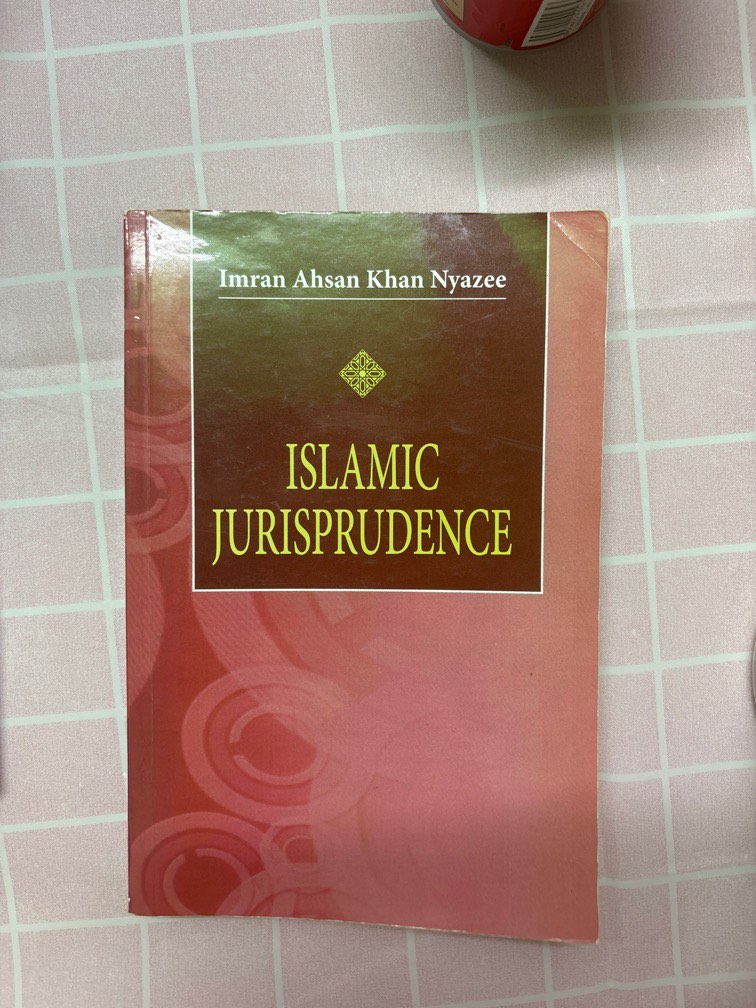 Imran Ahsan Khan Nyazee
ISLAMIC
JURISPRUDENCE